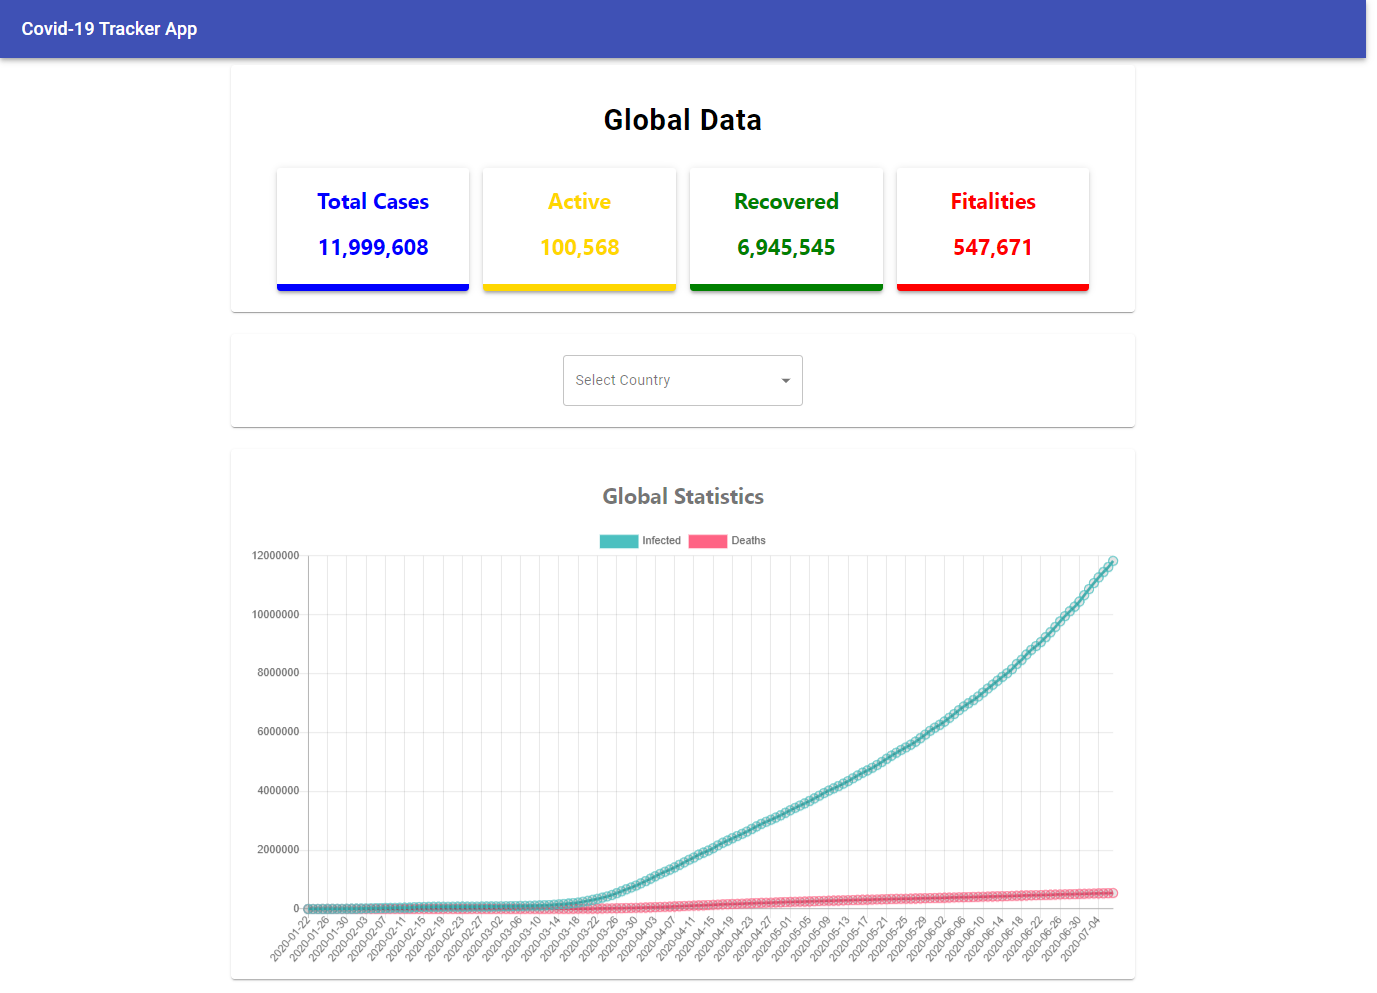 Covid-19 Tracker App
Global Data
Total Cases Active Recovered Fitalities
11,999,608 100,568 6,945,545 547,671
Select Country
Global Statistics
Infected Deaths
12000000
10000000
8000000
6000000
4000000
2000000
0
2020-01-22 2020-01-26 2020-01-30 2020-02-03 2020-02-07 2020-02-11 2020-02-15 2020-02-19 2020-02-23 2020-02-27 2020-03-02 2020-03-06 2020-03-10 2020-03-14 2020-03-18 2020-03-22 2020-03-26 2020-03-30 2020-04-03 2020-04-07 2020-04-11 2020-04-15 2020-04-19 2020-04-23 2020-04-27 2020-05-01 2020-05-05 2020-05-09 2020-05-13 2020-05-17 2020-05-21 2020-05-25 2020-05-29 2020-06-02 2020-06-06 2020-06-10 2020-06-14 2020-06-18 2020-06-22 2020-06-26 2020-06-30 2020-07-04